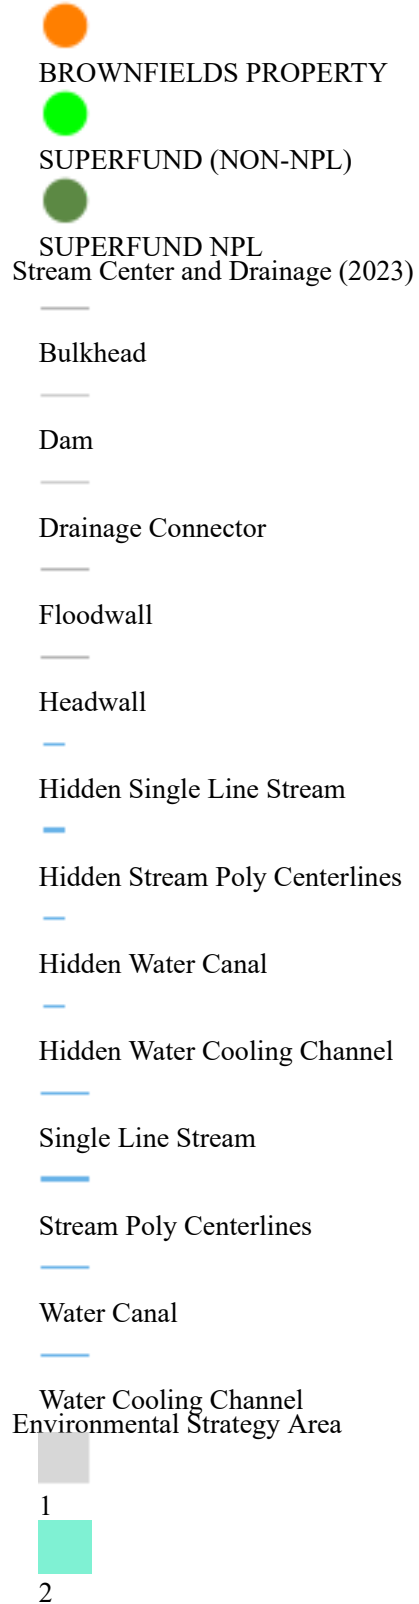 BROWNFIELDS PROPERTY
SUPERFUND (NON-NPL)
SUPERFUND NPL
Stream Center and Drainage (2023)
Bulkhead
Dam
Drainage Connector
Floodwall
Headwall
Hidden Single Line Stream
Hidden Stream Poly Centerlines
Hidden Water Canal
Hidden Water Cooling Channel
Single Line Stream
Stream Poly Centerlines
Water Canal
Water Cooling Channel
Environmental Strategy Area
1
2